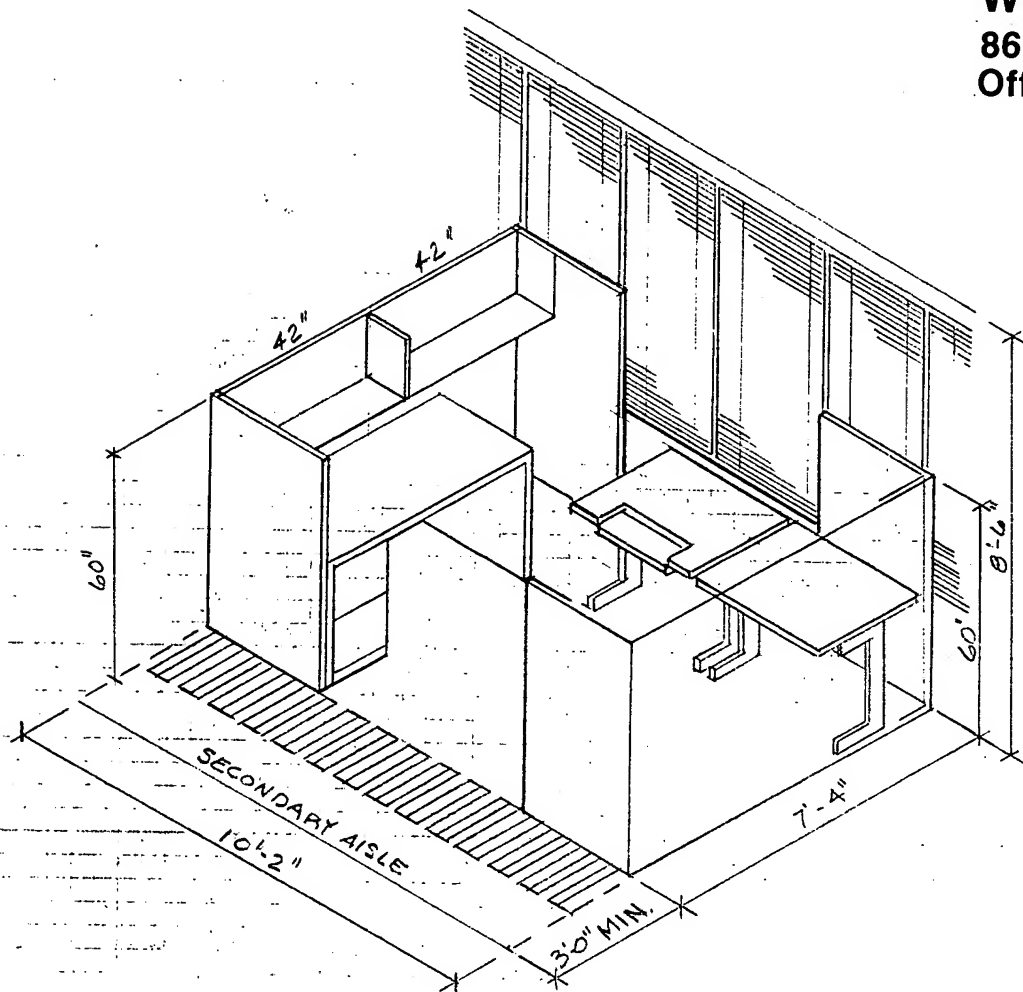 W
86
Off
42"
42"
60"
8'-6"
60"
SECONDARY AISLE
10'-2"
7'-4"
3'0" MIN.